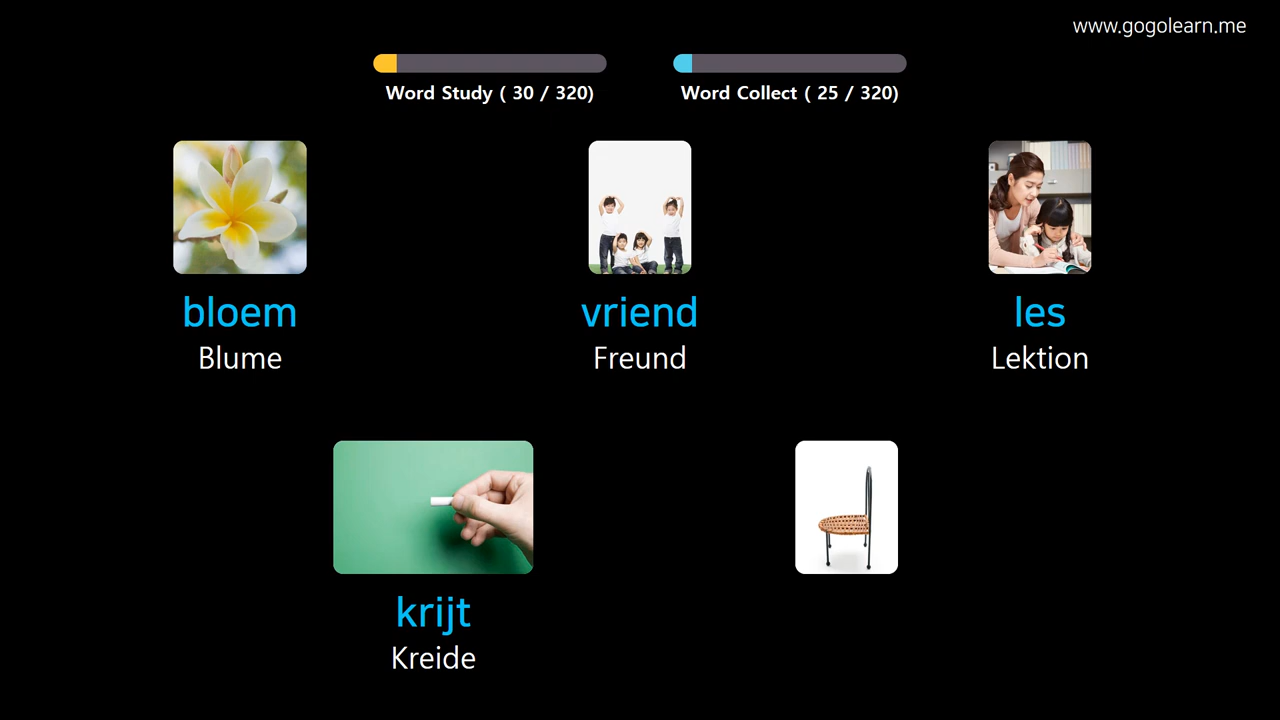 www.gogolearn.me
Word Study ( 30 / 320)
Word Collect ( 25 / 320)
bloem
Blume
vriend
Freund
les
Lektion
krijt
Kreide